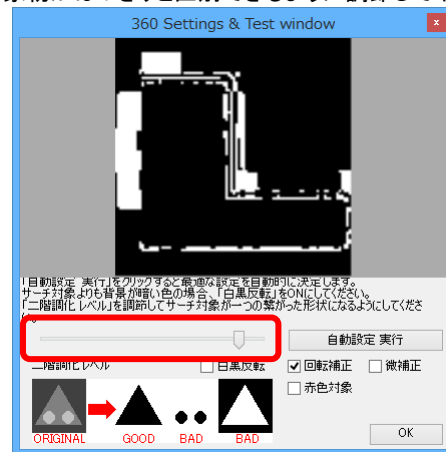 360 Settings & Test window
x
「自動設定 実行」をクリックすると最適な設定を自動的に決定します。
サーチ対象よりも背景が暗い色の場合、「白黒反転」をONにしてください。
「二階調化レベル」を調節してサーチ対象が一つの繋がった形状になるようにしてくださ
い。
自動設定 実行
二階調化レベル
白黒反転
回転補正
微補正
赤色対象
ORIGINAL
GOOD
BAD
BAD
OK